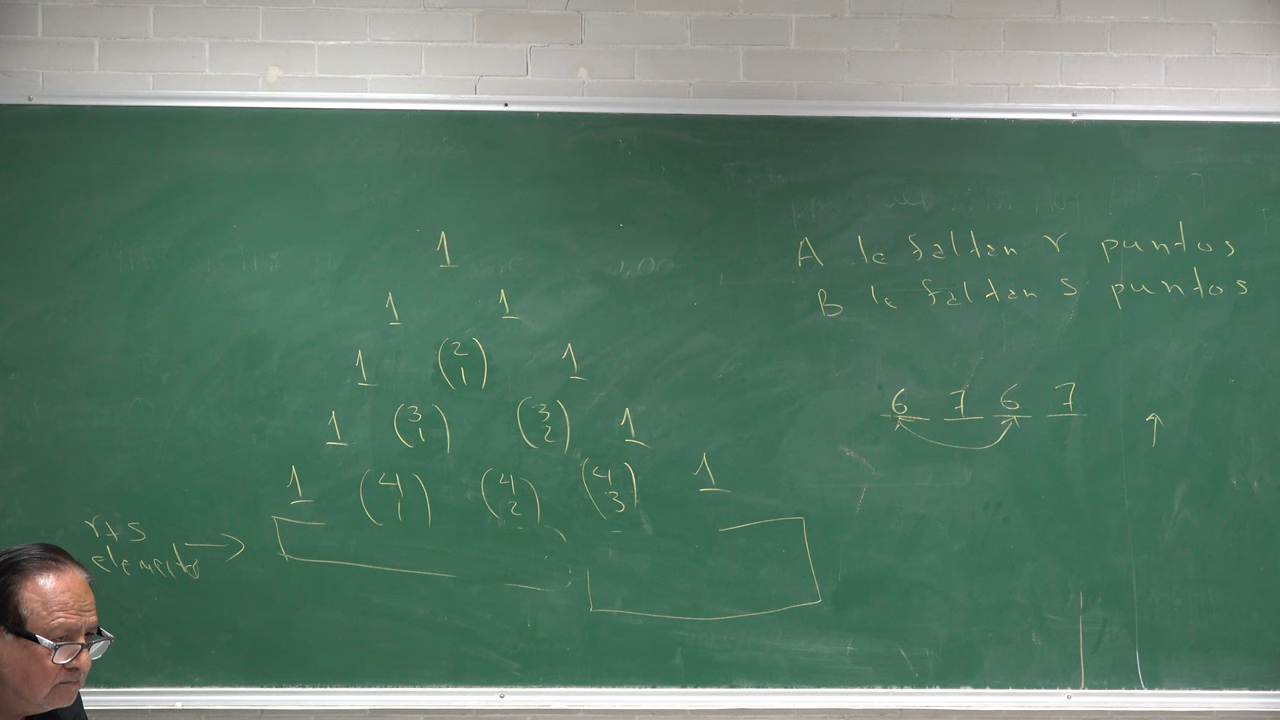 1
1 1
1 (2 1) 1
1 (3 1) (3 2) 1
1 (4 1) (4 2) (4 3) 1
r+s
elementos →
A le faltan r puntos
B le faltan s puntos
6 7 6 7 ↑